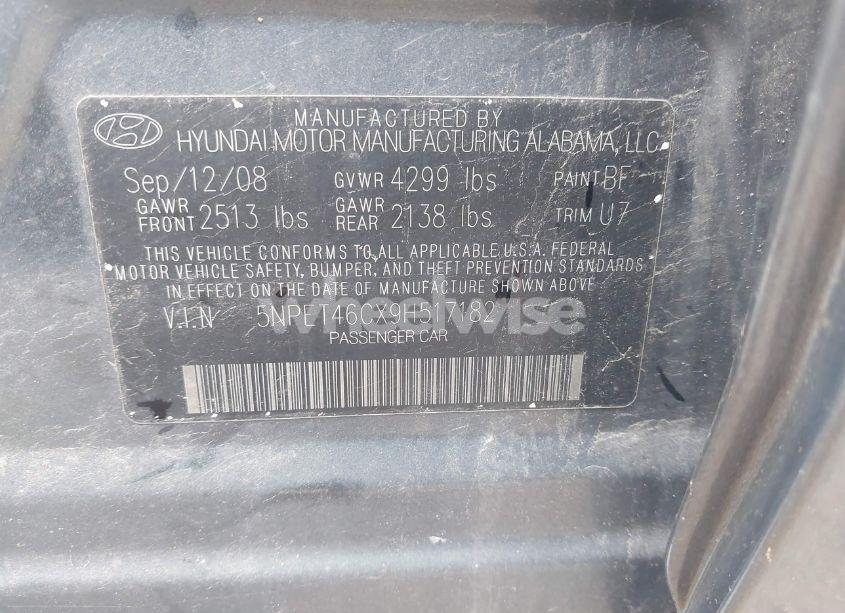 MANUFACTURED BY
HYUNDAI MOTOR MANUFACTURING ALABAMA, LLC
Sep/12/08 GVWR 4299 lbs PAINT BF
GAWR FRONT 2513 lbs GAWR REAR 2138 lbs TRIM U7
THIS VEHICLE CONFORMS TO ALL APPLICABLE U.S.A. FEDERAL
MOTOR VEHICLE SAFETY, BUMPER, AND THEFT PREVENTION STANDARDS
IN EFFECT ON THE DATE OF MANUFACTURE SHOWN ABOVE
V.I.N
PASSENGER CAR
wheelwise